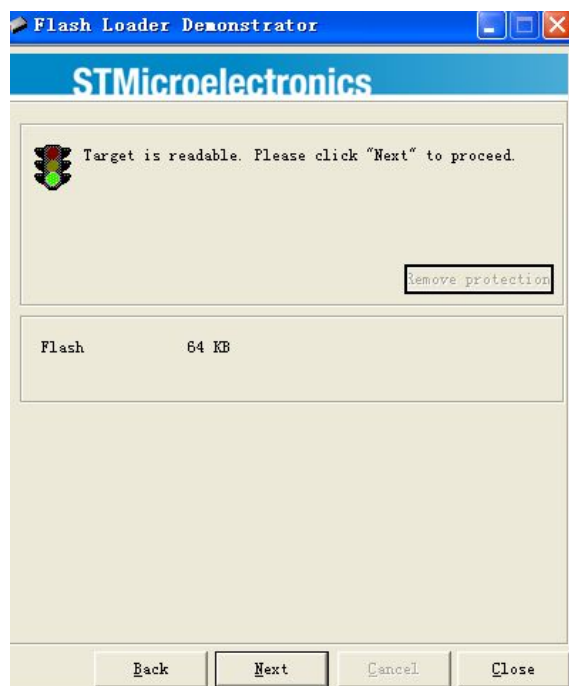 Flash Loader Demonstrator
STMicroelectronics
Target is readable. Please click "Next" to proceed.
Remove protection
Flash 64 KB
Back Next Cancel Close